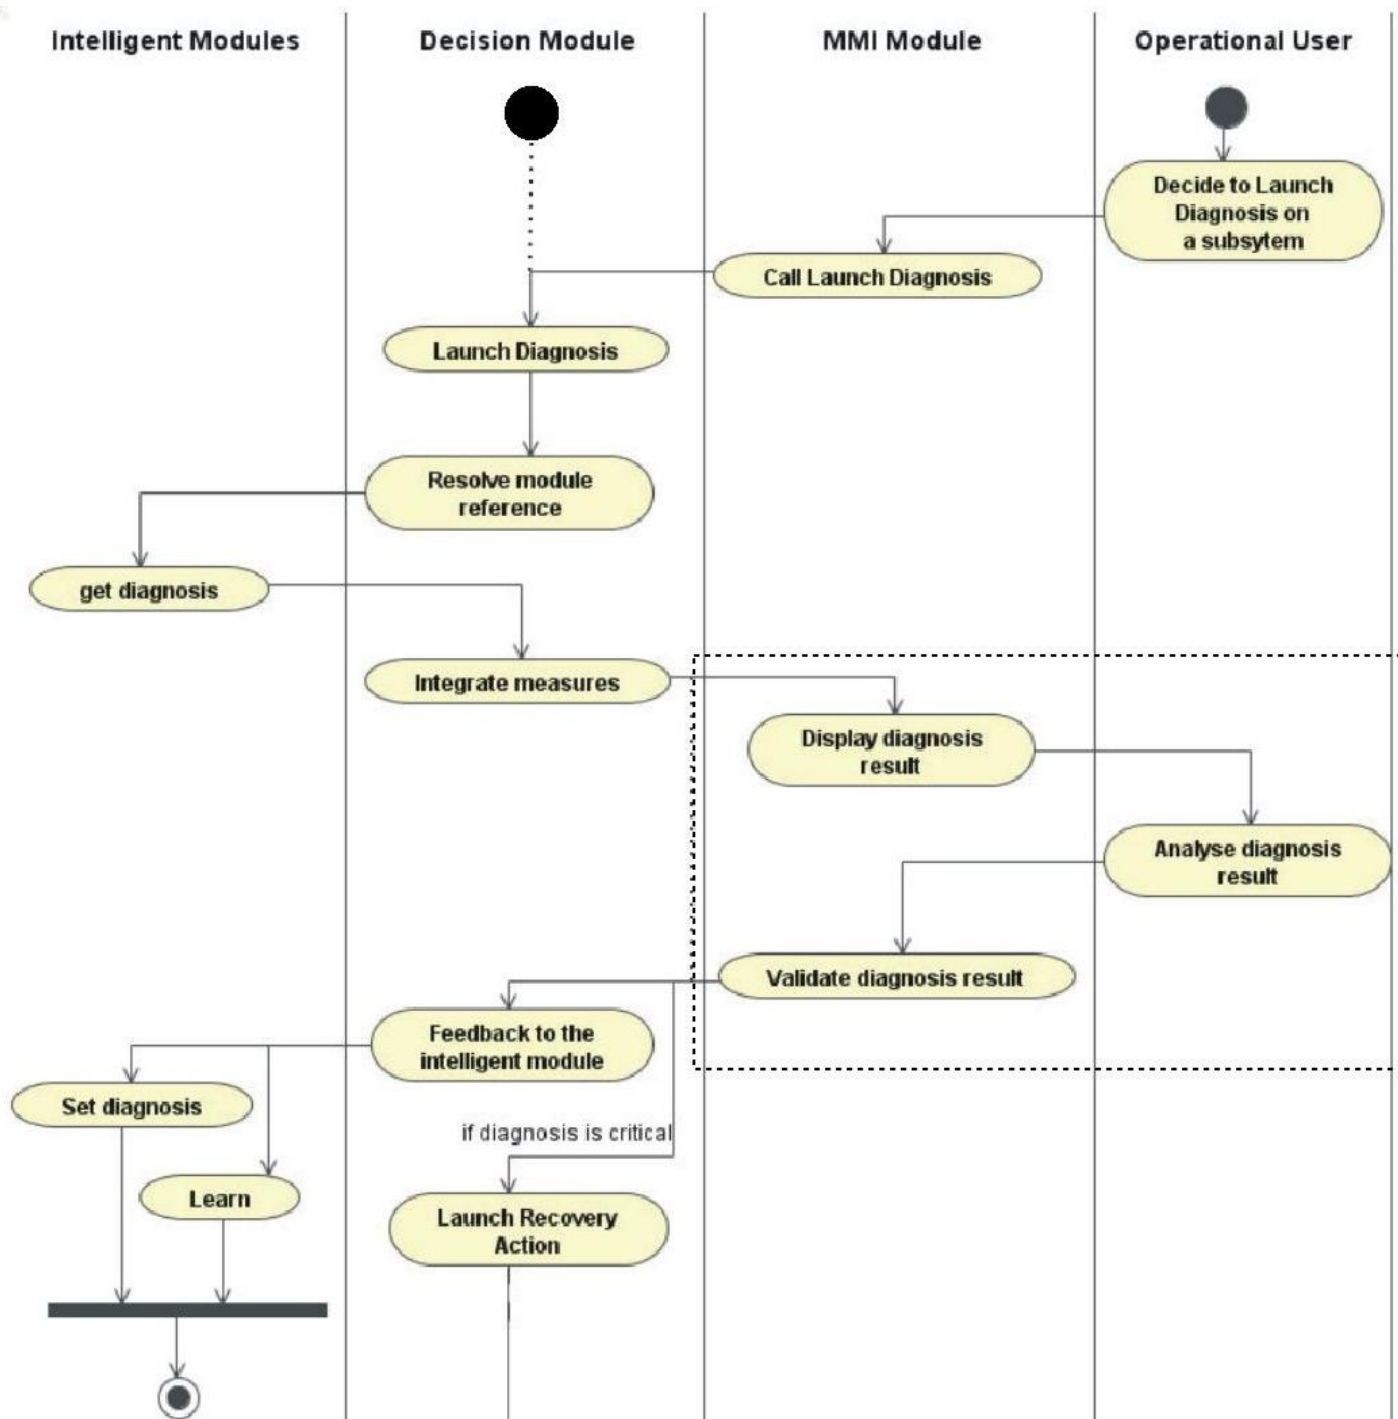 Intelligent Modules
Decision Module
MMI Module
Operational User
Decide to Launch
Diagnosis on
a subsytem
Call Launch Diagnosis
Launch Diagnosis
Resolve module
reference
get diagnosis
Integrate measures
Display diagnosis
result
Analyse diagnosis
result
Validate diagnosis result
Feedback to the
intelligent module
Set diagnosis
if diagnosis is critical
Learn
Launch Recovery
Action